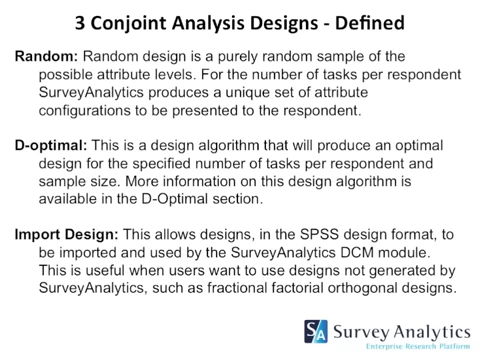 3 Conjoint Analysis Designs - Defined
Random: Random design is a purely random sample of the
possible attribute levels. For the number of tasks per respondent
SurveyAnalytics produces a unique set of attribute
configurations to be presented to the respondent.
D-optimal: This is a design algorithm that will produce an optimal
design for the specified number of tasks per respondent and
sample size. More information on this design algorithm is
available in the D-Optimal section.
Import Design: This allows designs, in the SPSS design format, to
be imported and used by the SurveyAnalytics DCM module.
This is useful when users want to use designs not generated by
SurveyAnalytics, such as fractional factorial orthogonal designs.
S/A Survey Analytics
Enterprise Research Platform